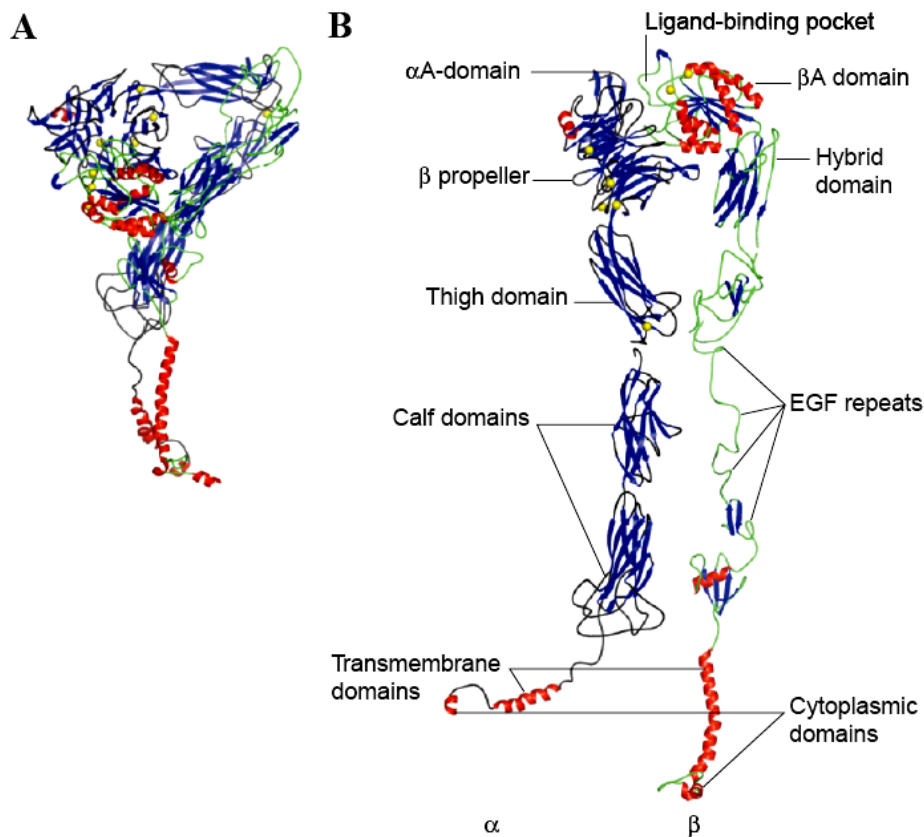 A
B
Ligand-binding pocket
αA-domain
βA domain
β propeller
Hybrid
domain
Thigh domain
EGF repeats
Calf domains
Transmembrane
domains
Cytoplasmic
domains
α
β